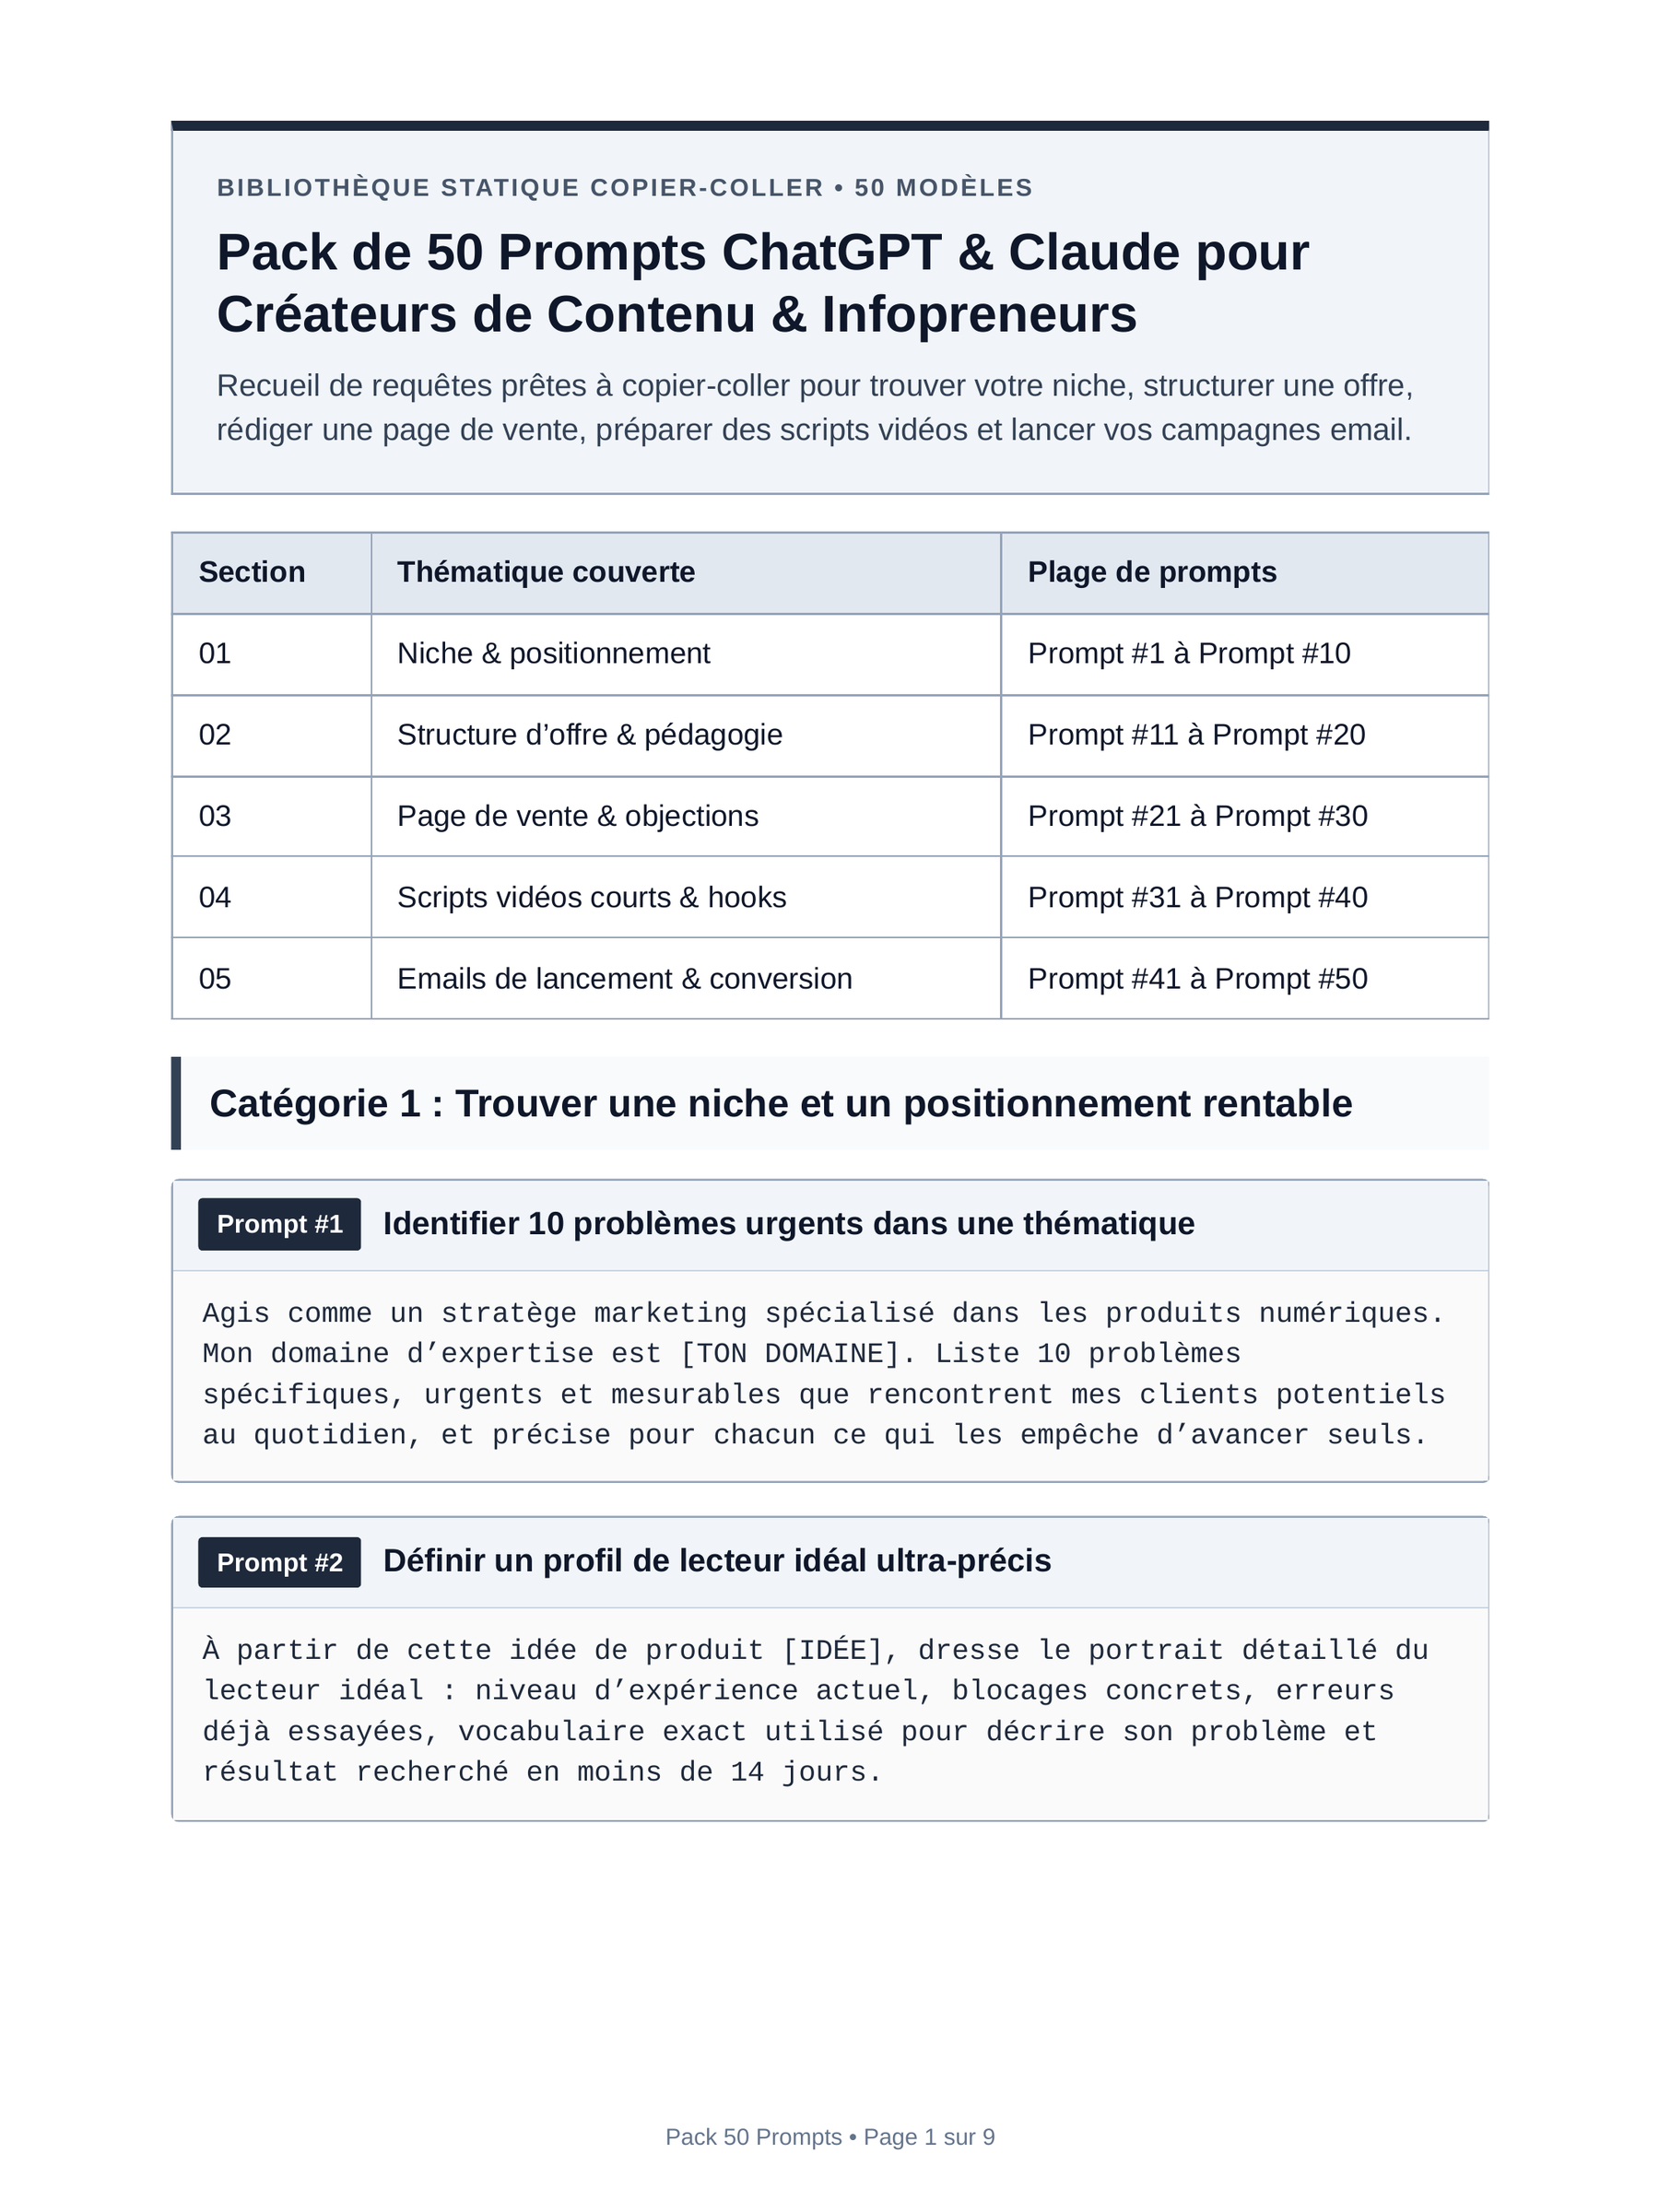 BIBLIOTHÈQUE STATIQUE COPIER-COLLER • 50 MODÈLES
Pack de 50 Prompts ChatGPT & Claude pour
Créateurs de Contenu & Infopreneurs
Recueil de requêtes prêtes à copier-coller pour trouver votre niche, structurer une offre,
rédiger une page de vente, préparer des scripts vidéos et lancer vos campagnes email.
Section Thématique couverte Plage de prompts
01 Niche & positionnement Prompt #1 à Prompt #10
02 Structure d’offre & pédagogie Prompt #11 à Prompt #20
03 Page de vente & objections Prompt #21 à Prompt #30
04 Scripts vidéos courts & hooks Prompt #31 à Prompt #40
05 Emails de lancement & conversion Prompt #41 à Prompt #50
Catégorie 1 : Trouver une niche et un positionnement rentable
Prompt #1 Identifier 10 problèmes urgents dans une thématique
Agis comme un stratège marketing spécialisé dans les produits numériques.
Mon domaine d’expertise est [TON DOMAINE]. Liste 10 problèmes
spécifiques, urgents et mesurables que rencontrent mes clients potentiels
au quotidien, et précise pour chacun ce qui les empêche d’avancer seuls.
Prompt #2 Définir un profil de lecteur idéal ultra-précis
À partir de cette idée de produit [IDÉE], dresse le portrait détaillé du
lecteur idéal : niveau d’expérience actuel, blocages concrets, erreurs
déjà essayées, vocabulaire exact utilisé pour décrire son problème et
résultat recherché en moins de 14 jours.
Pack 50 Prompts • Page 1 sur 9